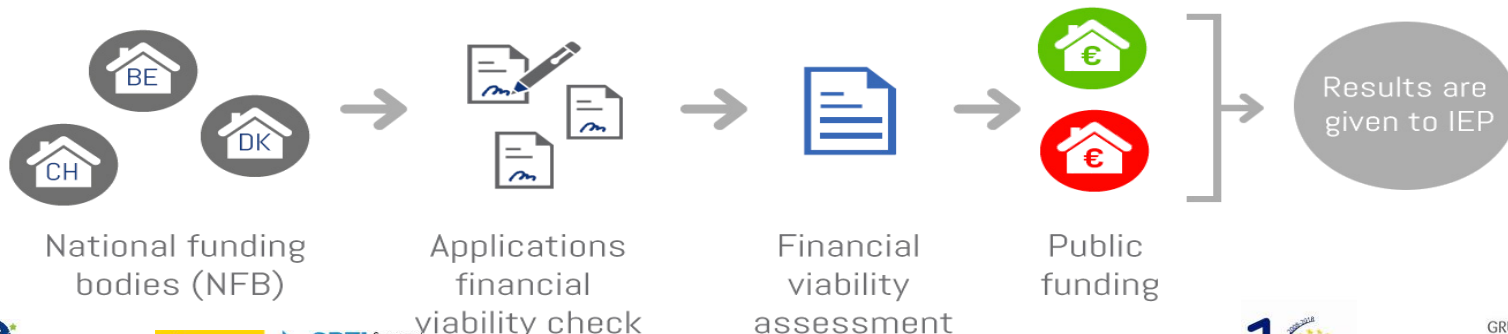 BE
DK
CH
€
€
Results are
given to IEP
National funding
bodies (NFB)
Applications
financial
viability check
Financial
viability
assessment
Public
funding